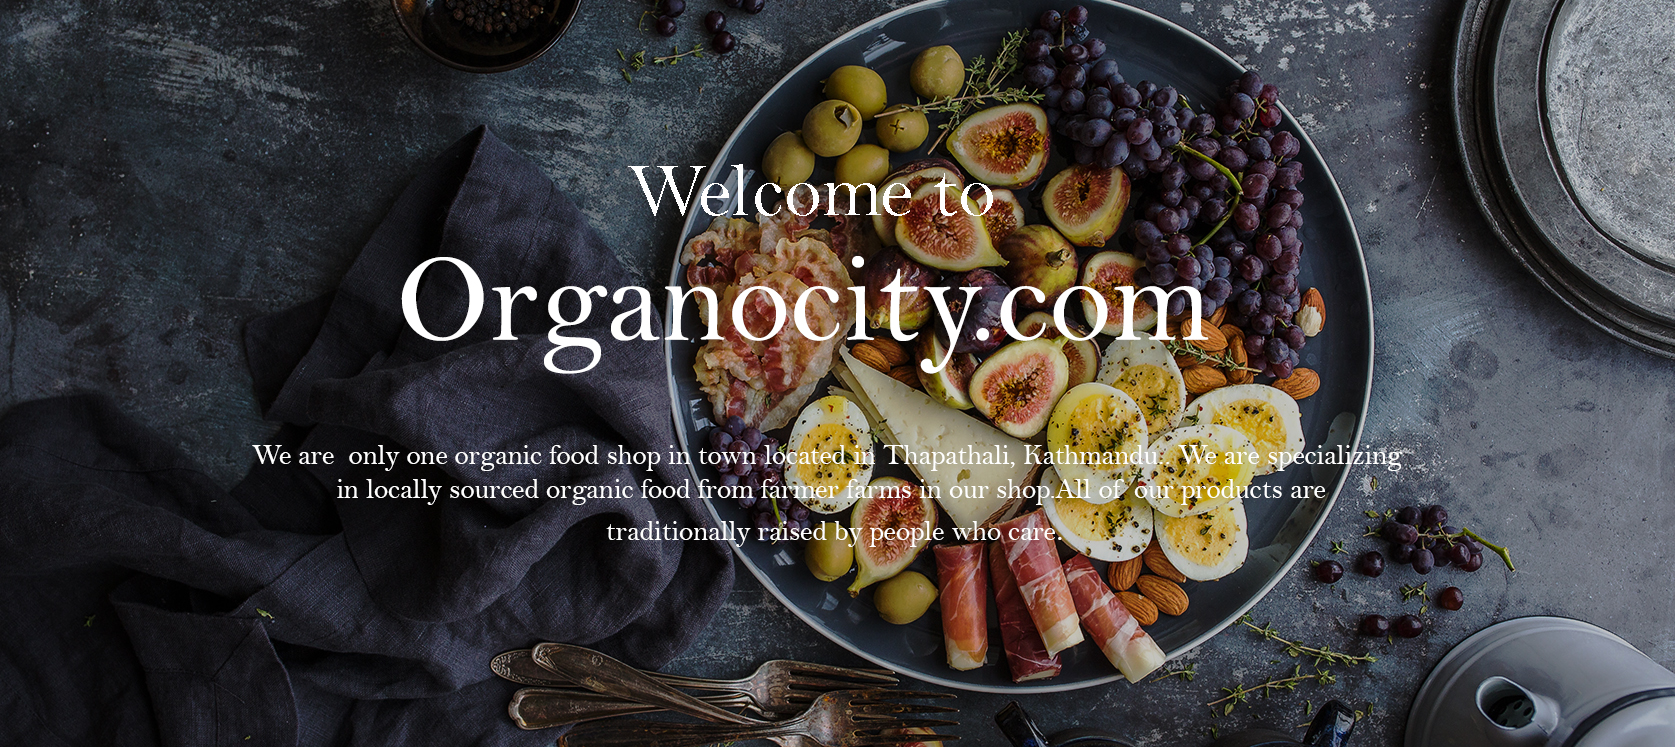 Welcome to
Organocity.com
We are only one organic food shop in town located in Thapathali, Kathmandu. We are specializing
in locally sourced organic food from farmer farms in our shop.All of our products are
traditionally raised by people who care.